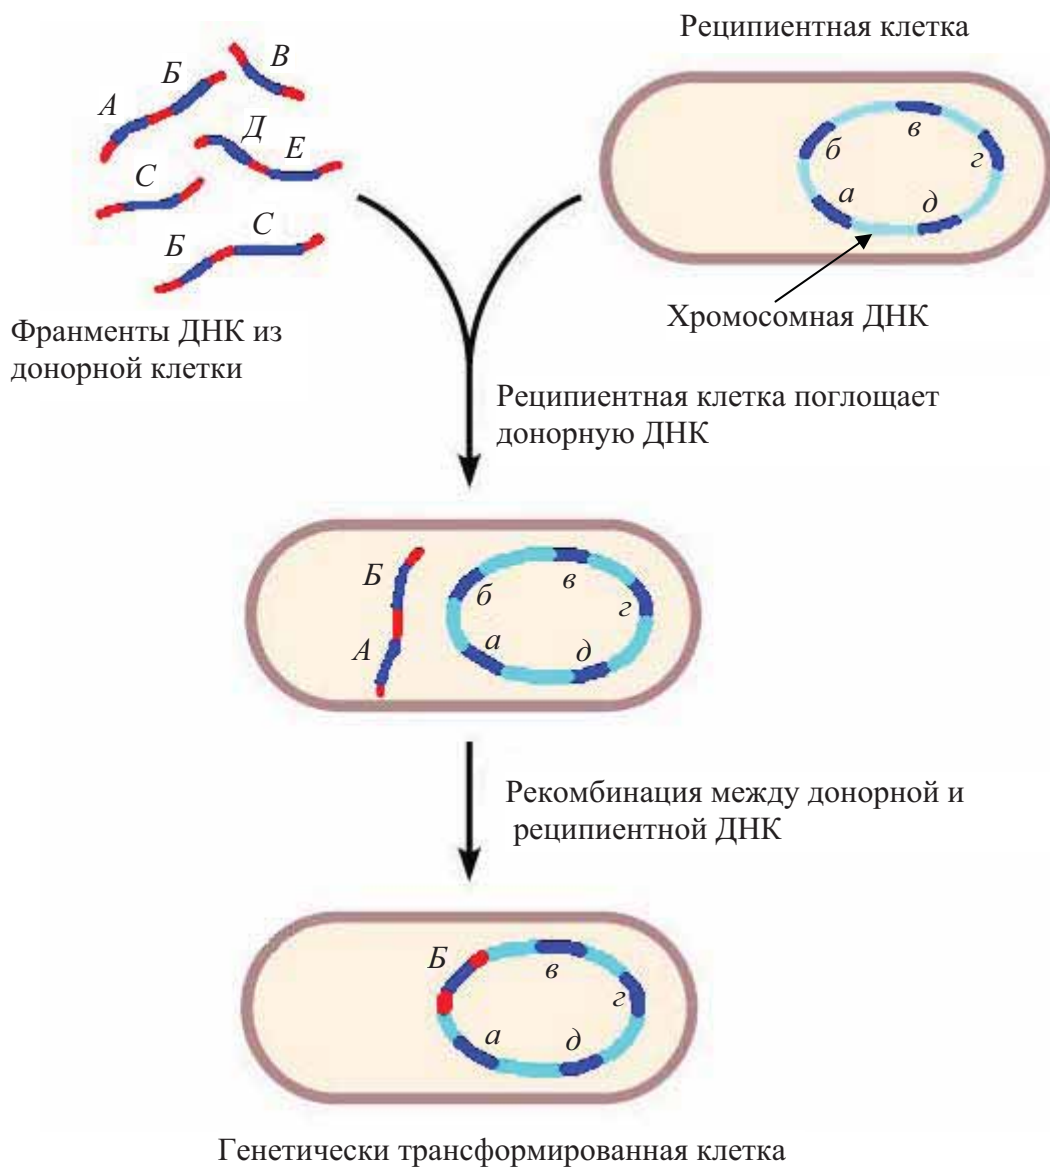 Реципиентная клетка
В
Б
А
Д
Е
С
Б
С
в
б
г
а
д
Хромосомная ДНК
Франменты ДНК из
донорной клетки
Реципиентная клетка поглощает
донорную ДНК
Б
А
в
б
г
а
д
Рекомбинация между донорной и
реципиентной ДНК
Б
в
г
а
д
Генетически трансформированная клетка